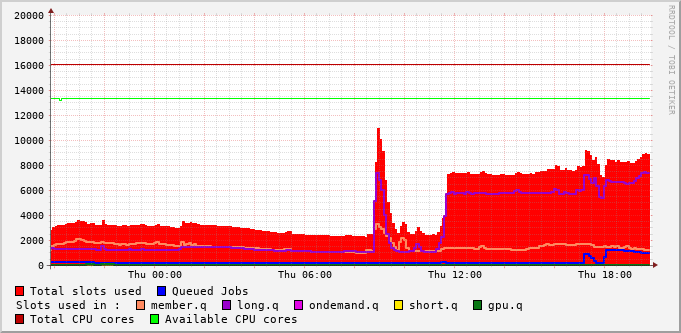 20000
18000
16000
14000
12000
10000
8000
6000
4000
2000
0
Thu 00:00 Thu 06:00 Thu 12:00 Thu 18:00
Total slots used Queued Jobs
Slots used in : member.q long.q ondemand.q short.q gpu.q
Total CPU cores Available CPU cores
RRDTOOL / TOBI OETIKER